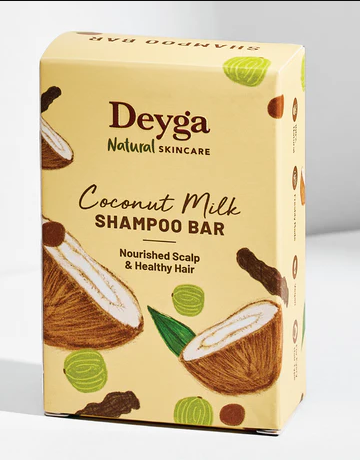 SHAMPOO BAR
Deyga
Natural SKINCARE
Coconut Milk
SHAMPOO BAR
Nourished Scalp
& Healthy Hair